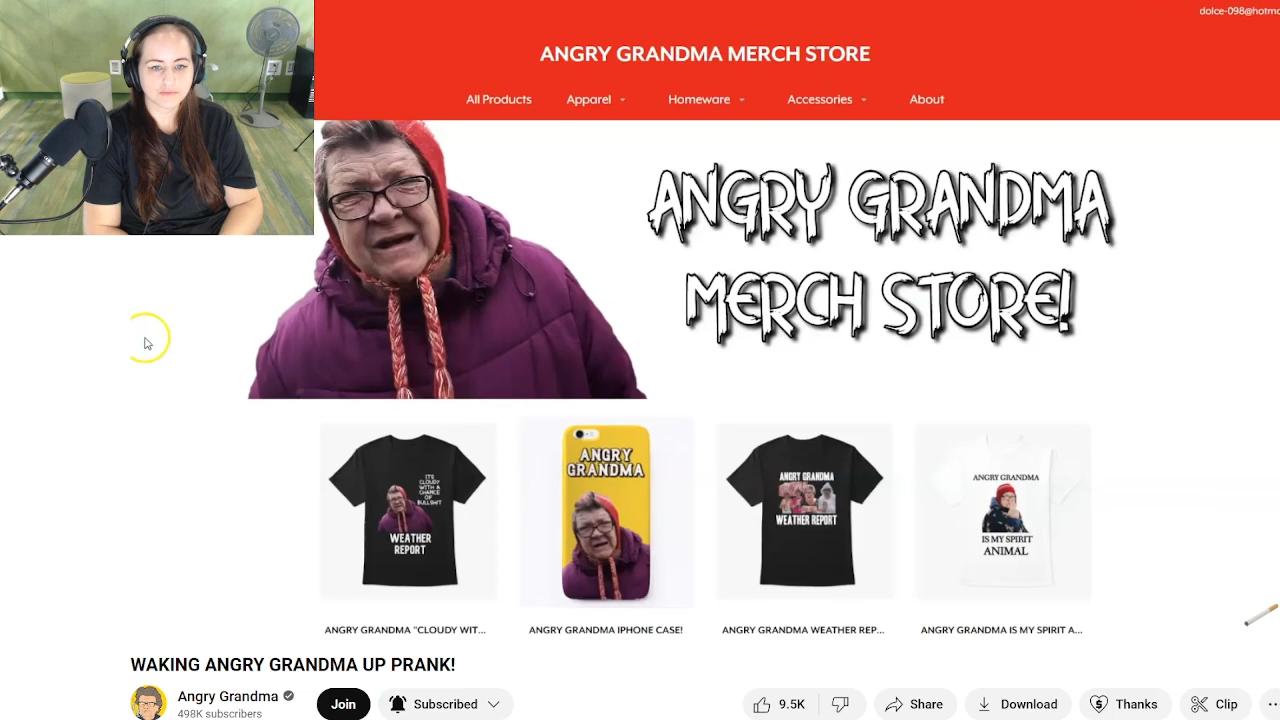 dolce-098@hotmc
ANGRY GRANDMA MERCH STORE
All Products Apparel Homeware Accessories About
ANGRY GRANDMA
MERCH STORE!
IT'S
CLOUDY
WITH A
CHANCE
OF
BULLSHIT
WEATHER
REPORT
ANGRY
GRANDMA
ANGRY GRANDMA
WEATHER REPORT
ANGRY GRANDMA
IS MY SPIRIT
ANIMAL
ANGRY GRANDMA "CLOUDY WIT...
ANGRY GRANDMA IPHONE CASE!
ANGRY GRANDMA WEATHER REP...
ANGRY GRANDMA IS MY SPIRIT A...
WAKING ANGRY GRANDMA UP PRANK!
Angry Grandma
498K subscribers
Join
Subscribed
9.5K
Share
Download
Thanks
Clip